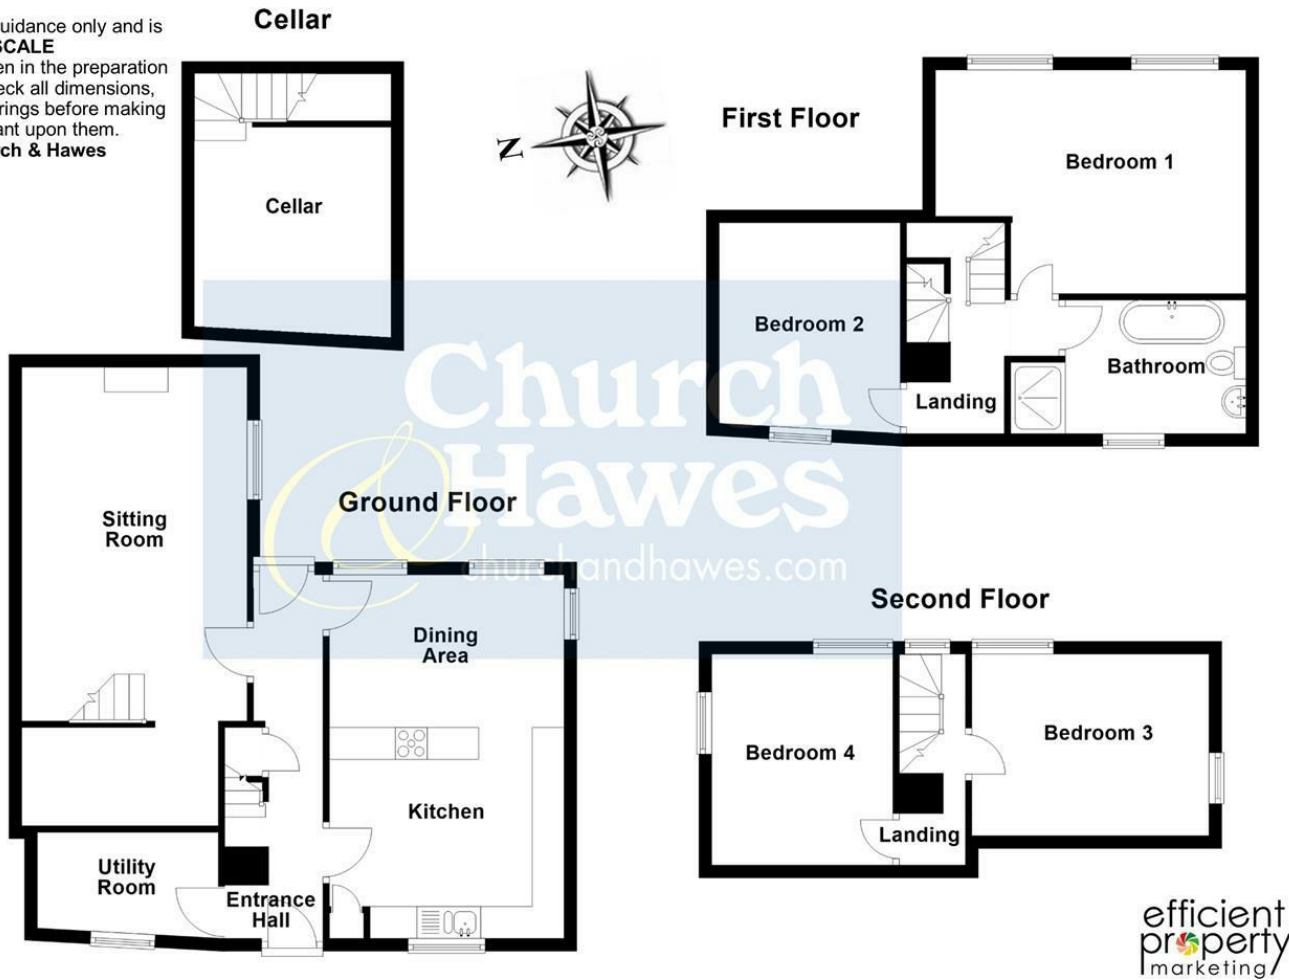 uidance only and is
SCALE
en in the preparation
eck all dimensions,
rings before making
ant upon them.
rch & Hawes
Cellar
Cellar
N
First Floor
Bedroom 1
Bedroom 2
Bathroom
Landing
Church
& Hawes
churchandhawes.com
Ground Floor
Sitting
Room
Dining
Area
Kitchen
Utility
Room
Entrance
Hall
Second Floor
Bedroom 4
Bedroom 3
Landing
efficient
property
marketing